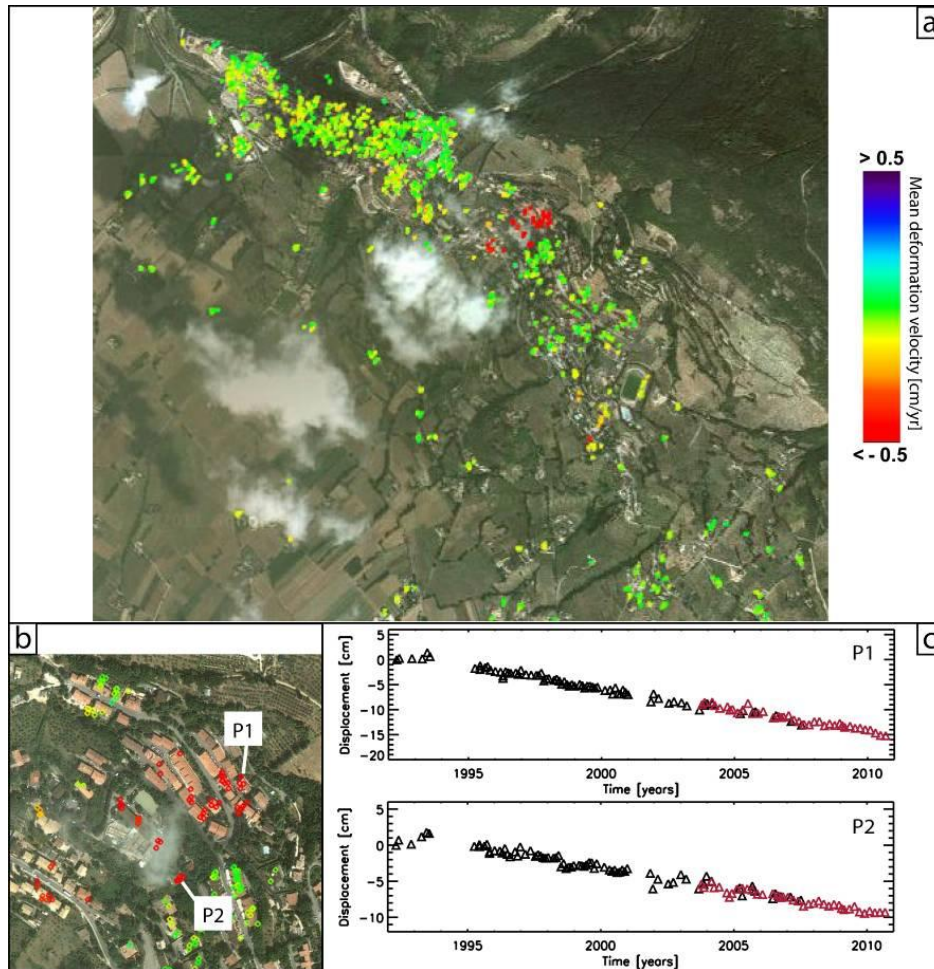 a
> 0.5
Mean deformation velocity [cm/yr]
< - 0.5
b
P1
P2
c
P1
Displacement [cm]
5
0
-5
-10
-15
-20
1995 2000 2005 2010
Time [years]
P2
Displacement [cm]
5
0
-5
-10
1995 2000 2005 2010
Time [years]